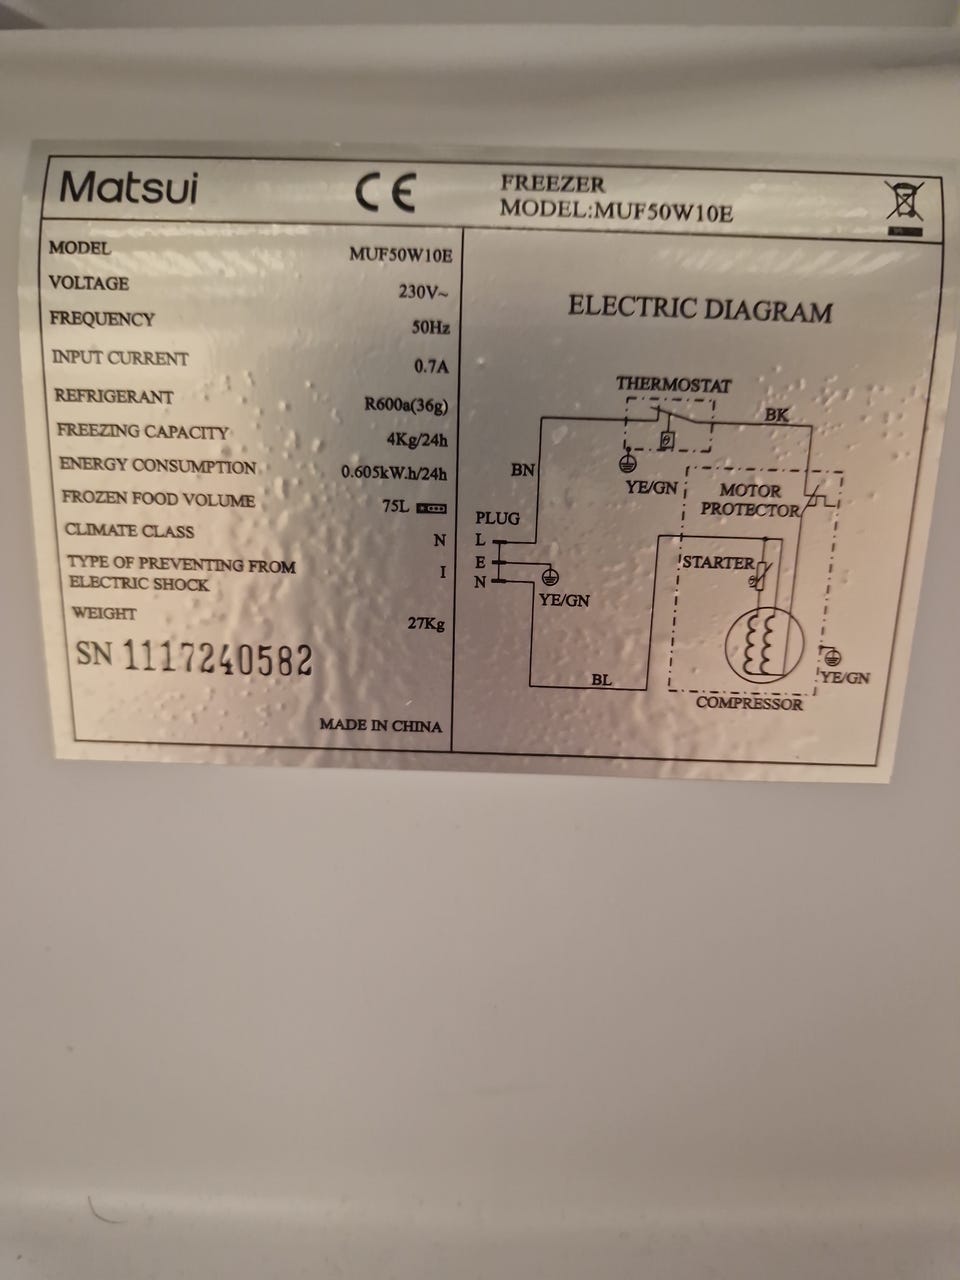 Matsui
CE
FREEZER
MODEL:MUF50W10E
MODEL MUF50W10E
VOLTAGE 230V~
FREQUENCY 50Hz
INPUT CURRENT 0.7A
REFRIGERANT R600a(36g)
FREEZING CAPACITY 4Kg/24h
ENERGY CONSUMPTION 0.605kW.h/24h
FROZEN FOOD VOLUME 75L
CLIMATE CLASS N
TYPE OF PREVENTING FROM
ELECTRIC SHOCK I
WEIGHT 27Kg
SN 1117240582
MADE IN CHINA
ELECTRIC DIAGRAM
THERMOSTAT
BK
BN
YE/GN
MOTOR
PROTECTOR
PLUG
L
E
N
YE/GN
STARTER
BL
YE/GN
COMPRESSOR